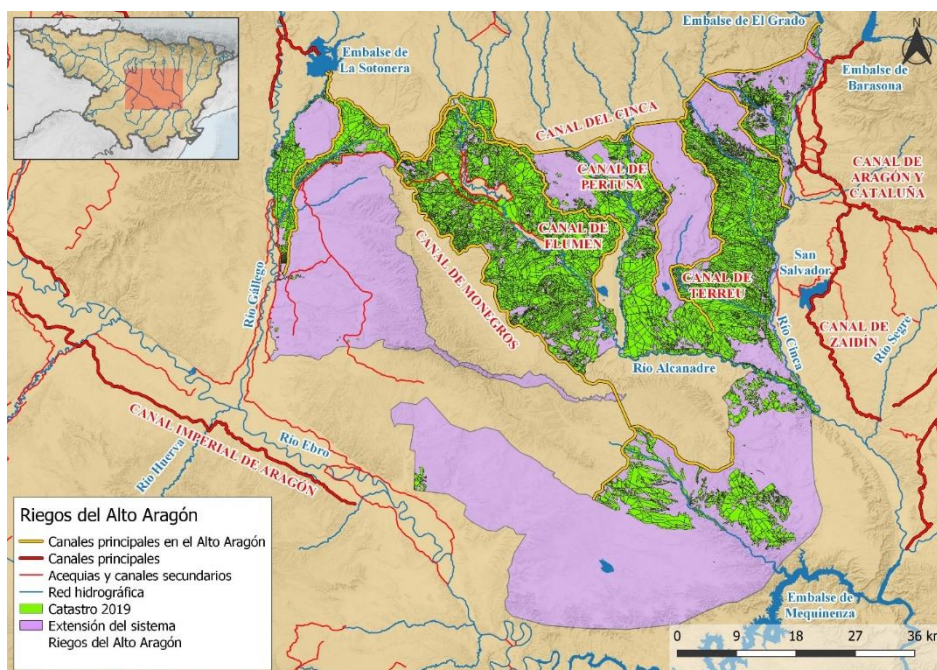 Embalse de El Grado
N
Embalse de
La Sotonera
Embalse de
Barasona
CANAL DEL CINCA
CANAL DE
PERTUSA
CANAL DE
ARAGÓN Y
CATALUÑA
CANAL DE
FLUMEN
CANAL DE MONEGROS
CANAL DE
TERREU
San
Salvador
Río Gállego
Río Cinca
CANAL DE
ZAIDÍN
Río Segre
Río Alcanadre
CANAL IMPERIAL DE ARAGÓN
Río Ebro
Río Huerva
Riegos del Alto Aragón
Canales principales en el Alto Aragón
Canales principales
Acequias y canales secundarios
Red hidrográfica
Catastro 2019
Extensión del sistema
Riegos del Alto Aragón
Embalse de
Mequinenza
0 9 18 27 36 km